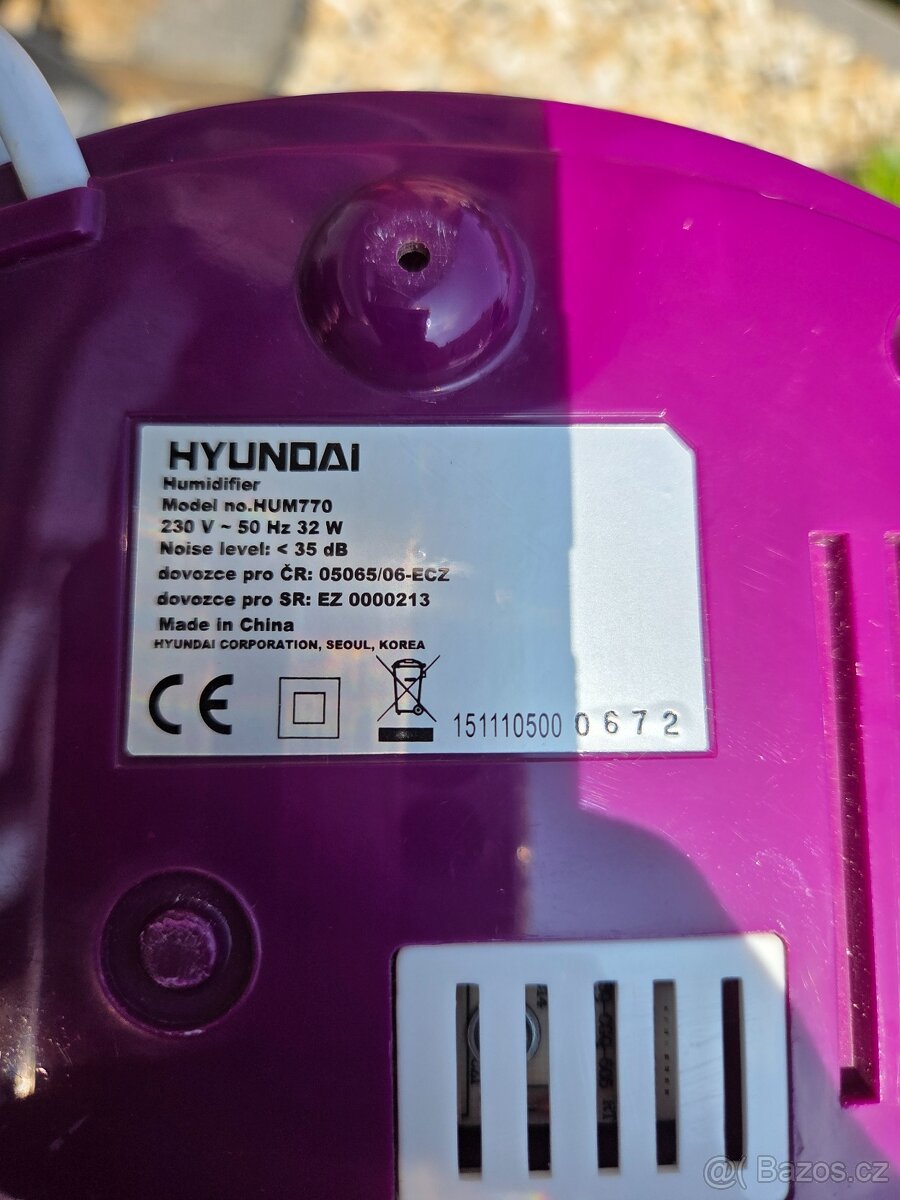 HYUNDAI
Humidifier
Model no.HUM770
230 V ~ 50 Hz 32 W
Noise level: < 35 dB
dovozce pro ČR: 05065/06-ECZ
dovozce pro SR: EZ 0000213
Made in China
HYUNDAI CORPORATION, SEOUL, KOREA
CE
151110500 0672
@ Bazos.cz